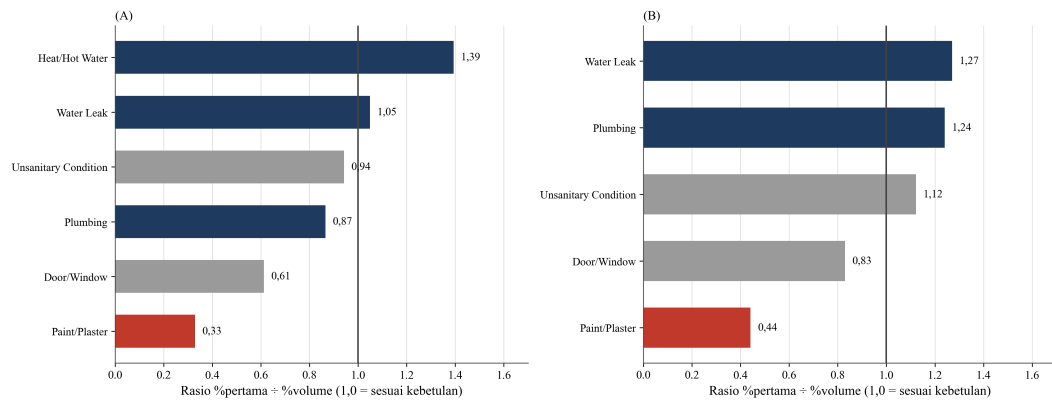 (A)
Heat/Hot Water
1,39
Water Leak
1,05
Unsanitary Condition
0,94
Plumbing
0,87
Door/Window
0,61
Paint/Plaster
0,33
0.0 0.2 0.4 0.6 0.8 1.0 1.2 1.4 1.6
Rasio %pertama ÷ %volume (1,0 = sesuai kebetulan)
(B)
Water Leak
1,27
Plumbing
1,24
Unsanitary Condition
1,12
Door/Window
0,83
Paint/Plaster
0,44
0.0 0.2 0.4 0.6 0.8 1.0 1.2 1.4 1.6
Rasio %pertama ÷ %volume (1,0 = sesuai kebetulan)